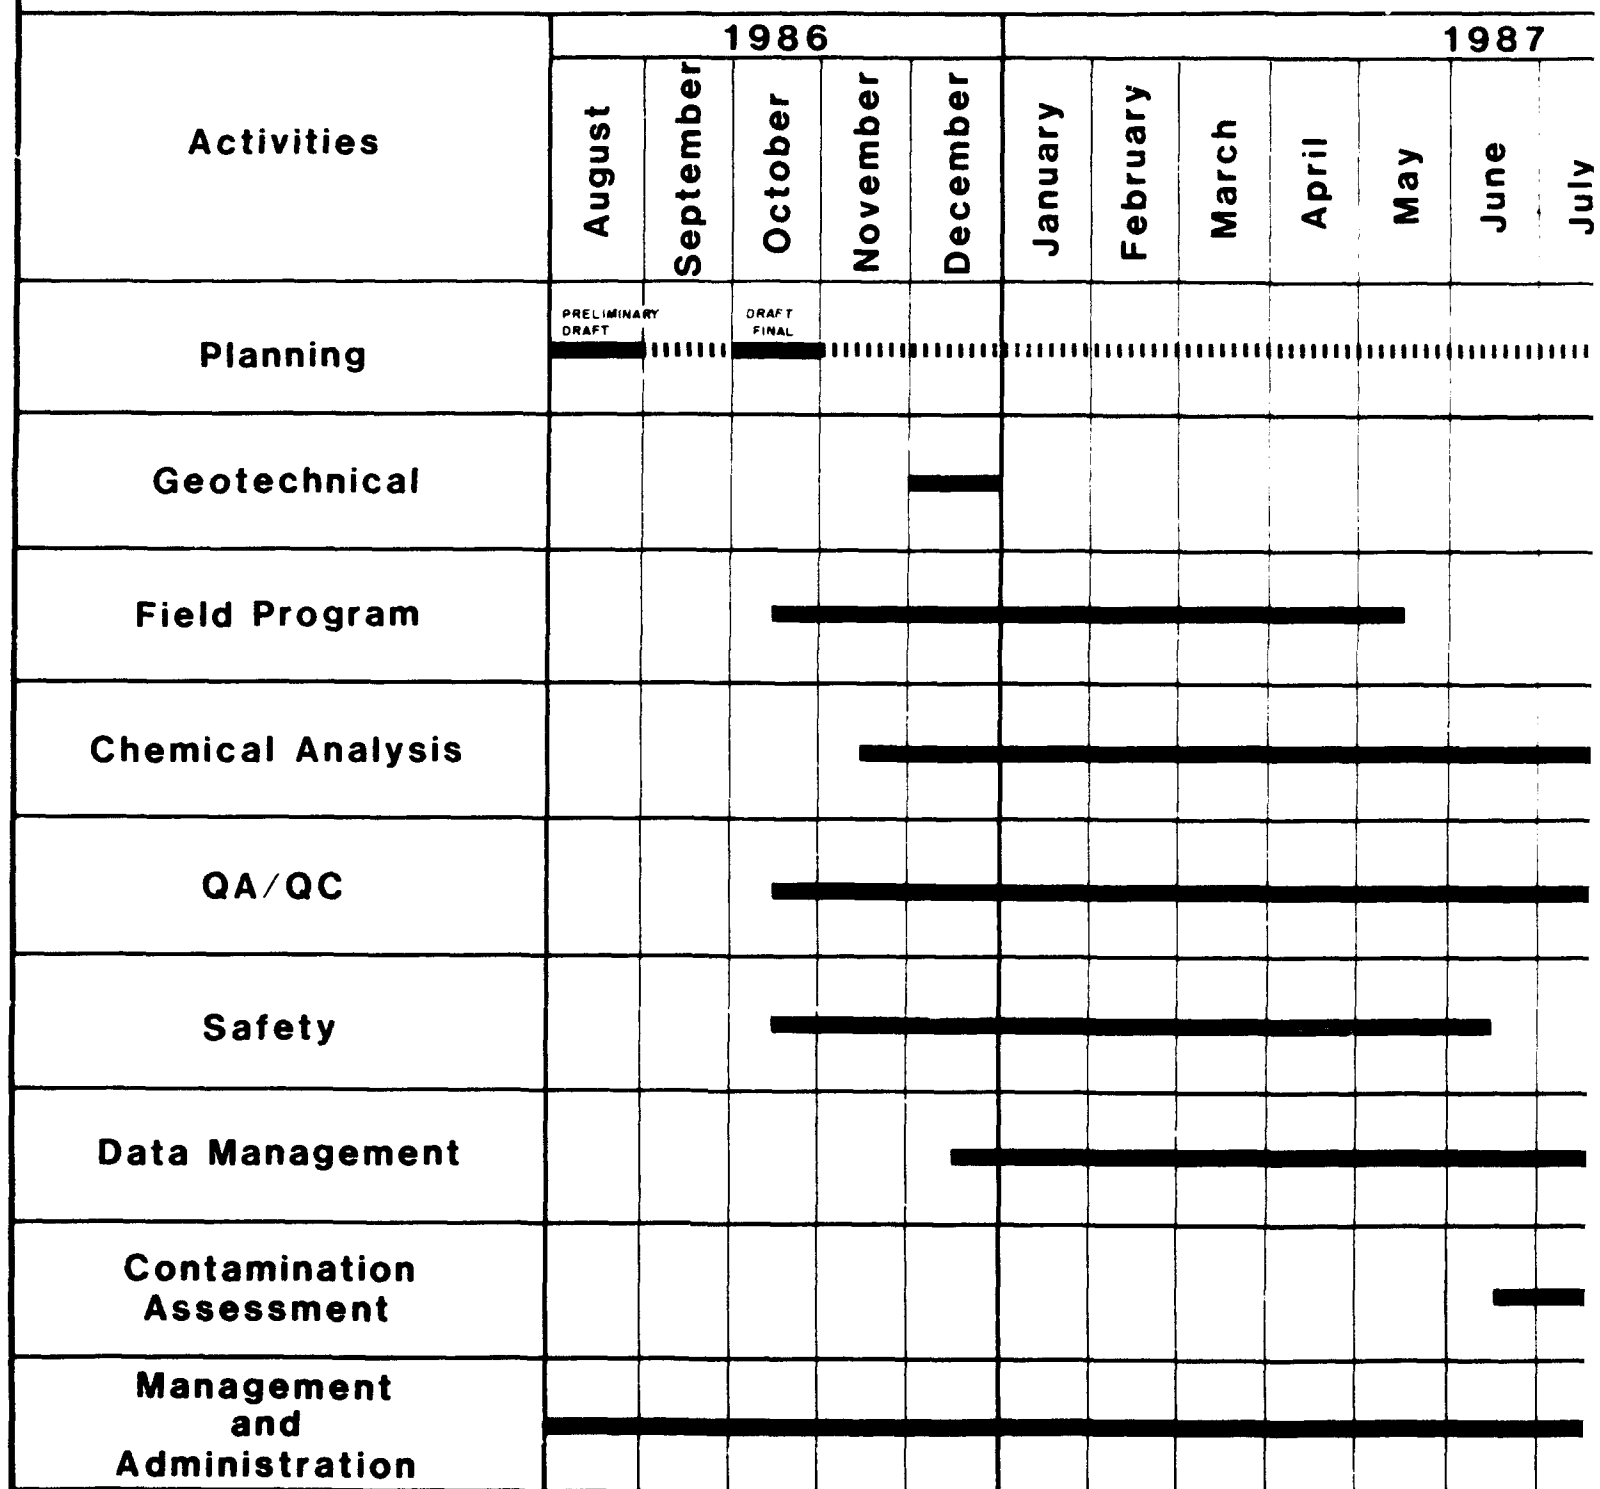 1986
1987
Activities
August
September
October
November
December
January
February
March
April
May
June
July
PRELIMINARY
DRAFT
DRAFT
FINAL
Planning
Geotechnical
Field Program
Chemical Analysis
QA/QC
Safety
Data Management
Contamination
Assessment
Management
and
Administration